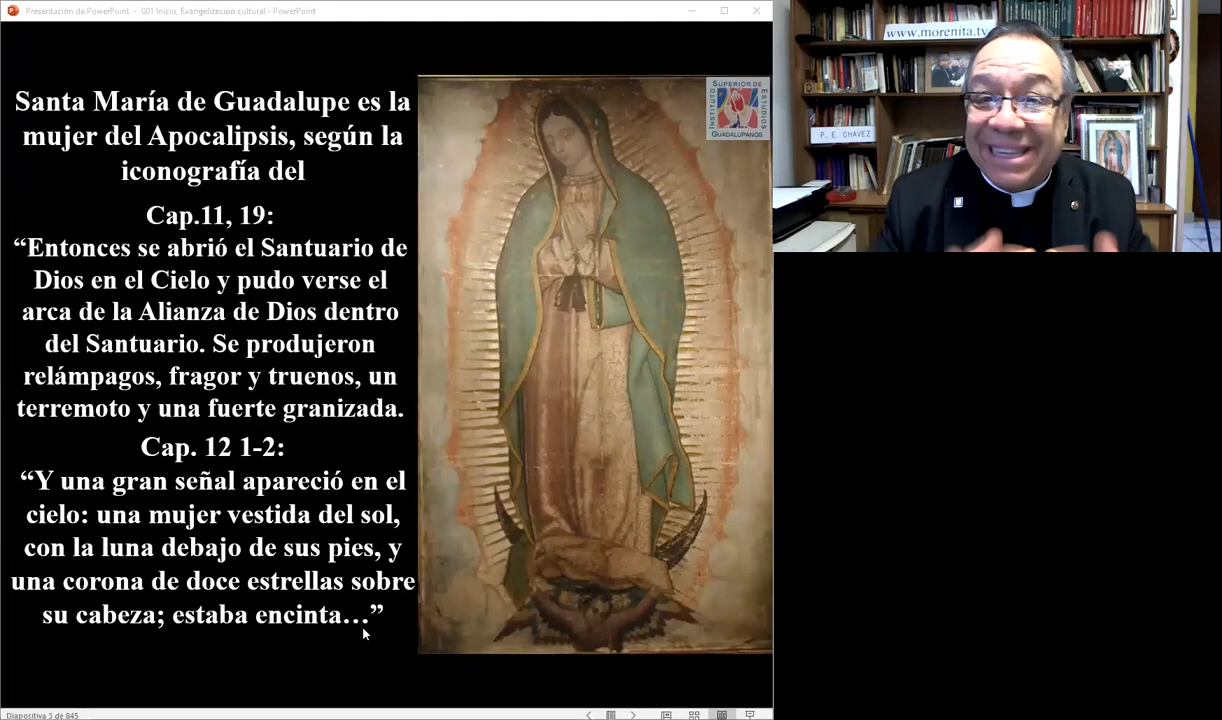 Presentación de PowerPoint - 001 Inicio, Evangelización cultural - PowerPoint
Santa María de Guadalupe es la
mujer del Apocalipsis, según la
iconografía del
Cap.11, 19:
“Entonces se abrió el Santuario de
Dios en el Cielo y pudo verse el
arca de la Alianza de Dios dentro
del Santuario. Se produjeron
relámpagos, fragor y truenos, un
terremoto y una fuerte granizada.
Cap. 12 1-2:
“Y una gran señal apareció en el
cielo: una mujer vestida del sol,
con la luna debajo de sus pies, y
una corona de doce estrellas sobre
su cabeza; estaba encinta…”
SUPERIOR DE
INSTITUTO
ESTUDIOS
GUADALUPANOS
www.morenita.tv
P. E. CHAVEZ
Diapositiva 3 de 845